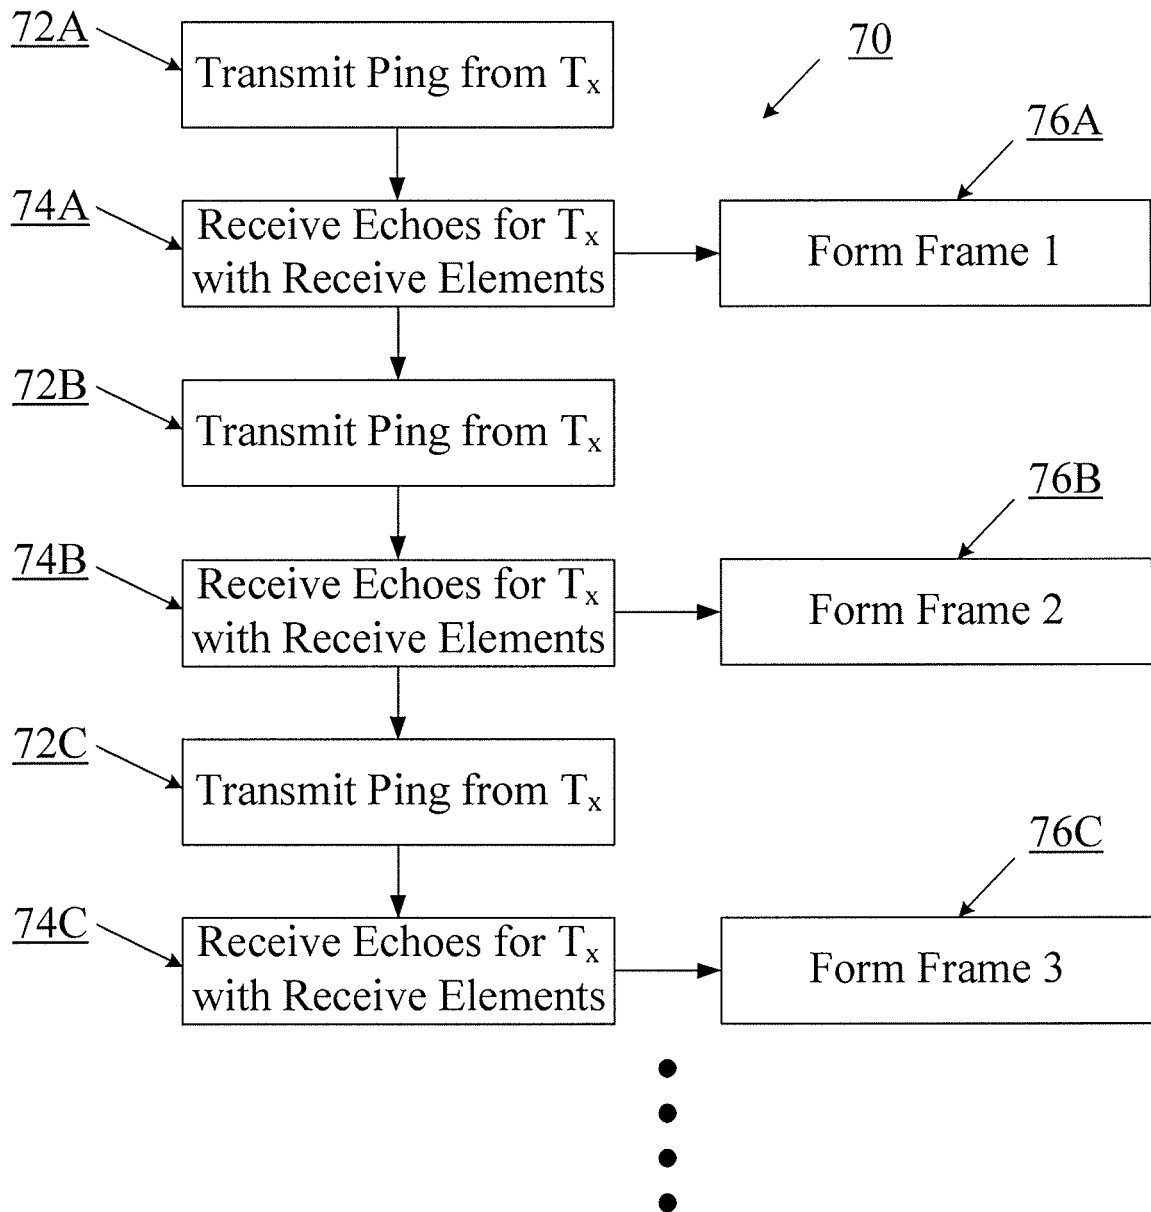 72A
Transmit Ping from Tx
70
76A
74A
Receive Echoes for Tx
with Receive Elements
Form Frame 1
72B
Transmit Ping from Tx
76B
74B
Receive Echoes for Tx
with Receive Elements
Form Frame 2
72C
Transmit Ping from Tx
76C
74C
Receive Echoes for Tx
with Receive Elements
Form Frame 3